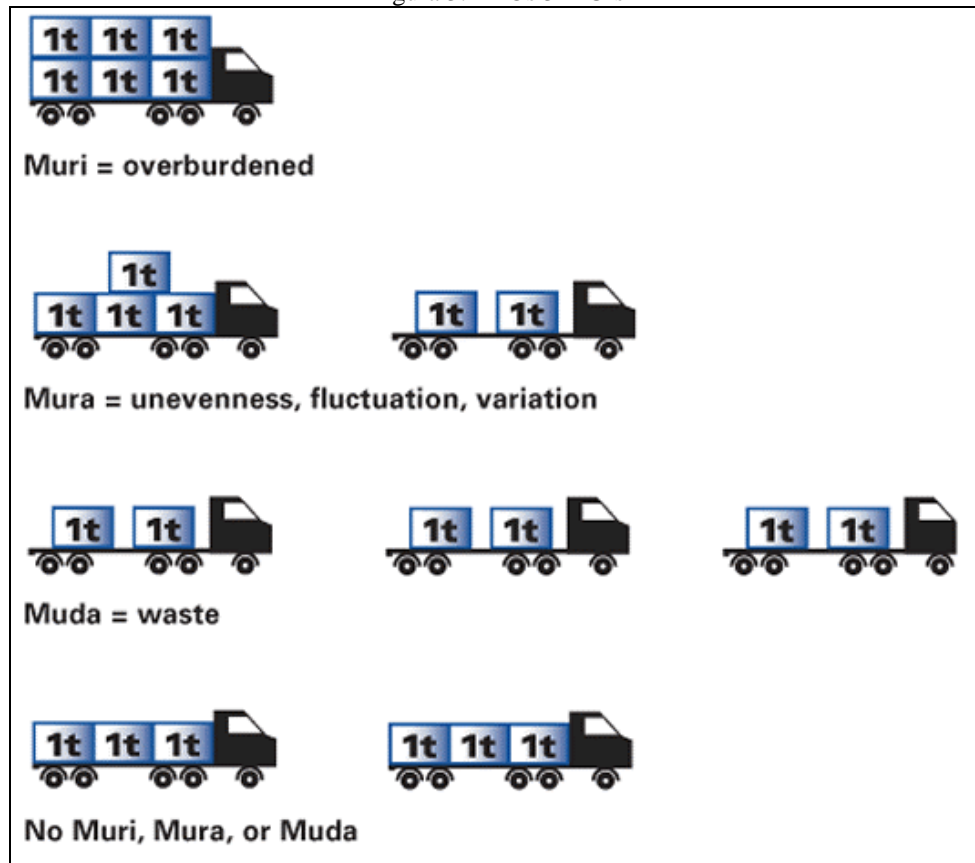 1t 1t 1t
1t 1t 1t
Muri = overburdened
1t
1t 1t 1t 1t 1t
Mura = unevenness, fluctuation, variation
1t 1t 1t 1t 1t 1t
Muda = waste
1t 1t 1t 1t 1t 1t
No Muri, Mura, or Muda